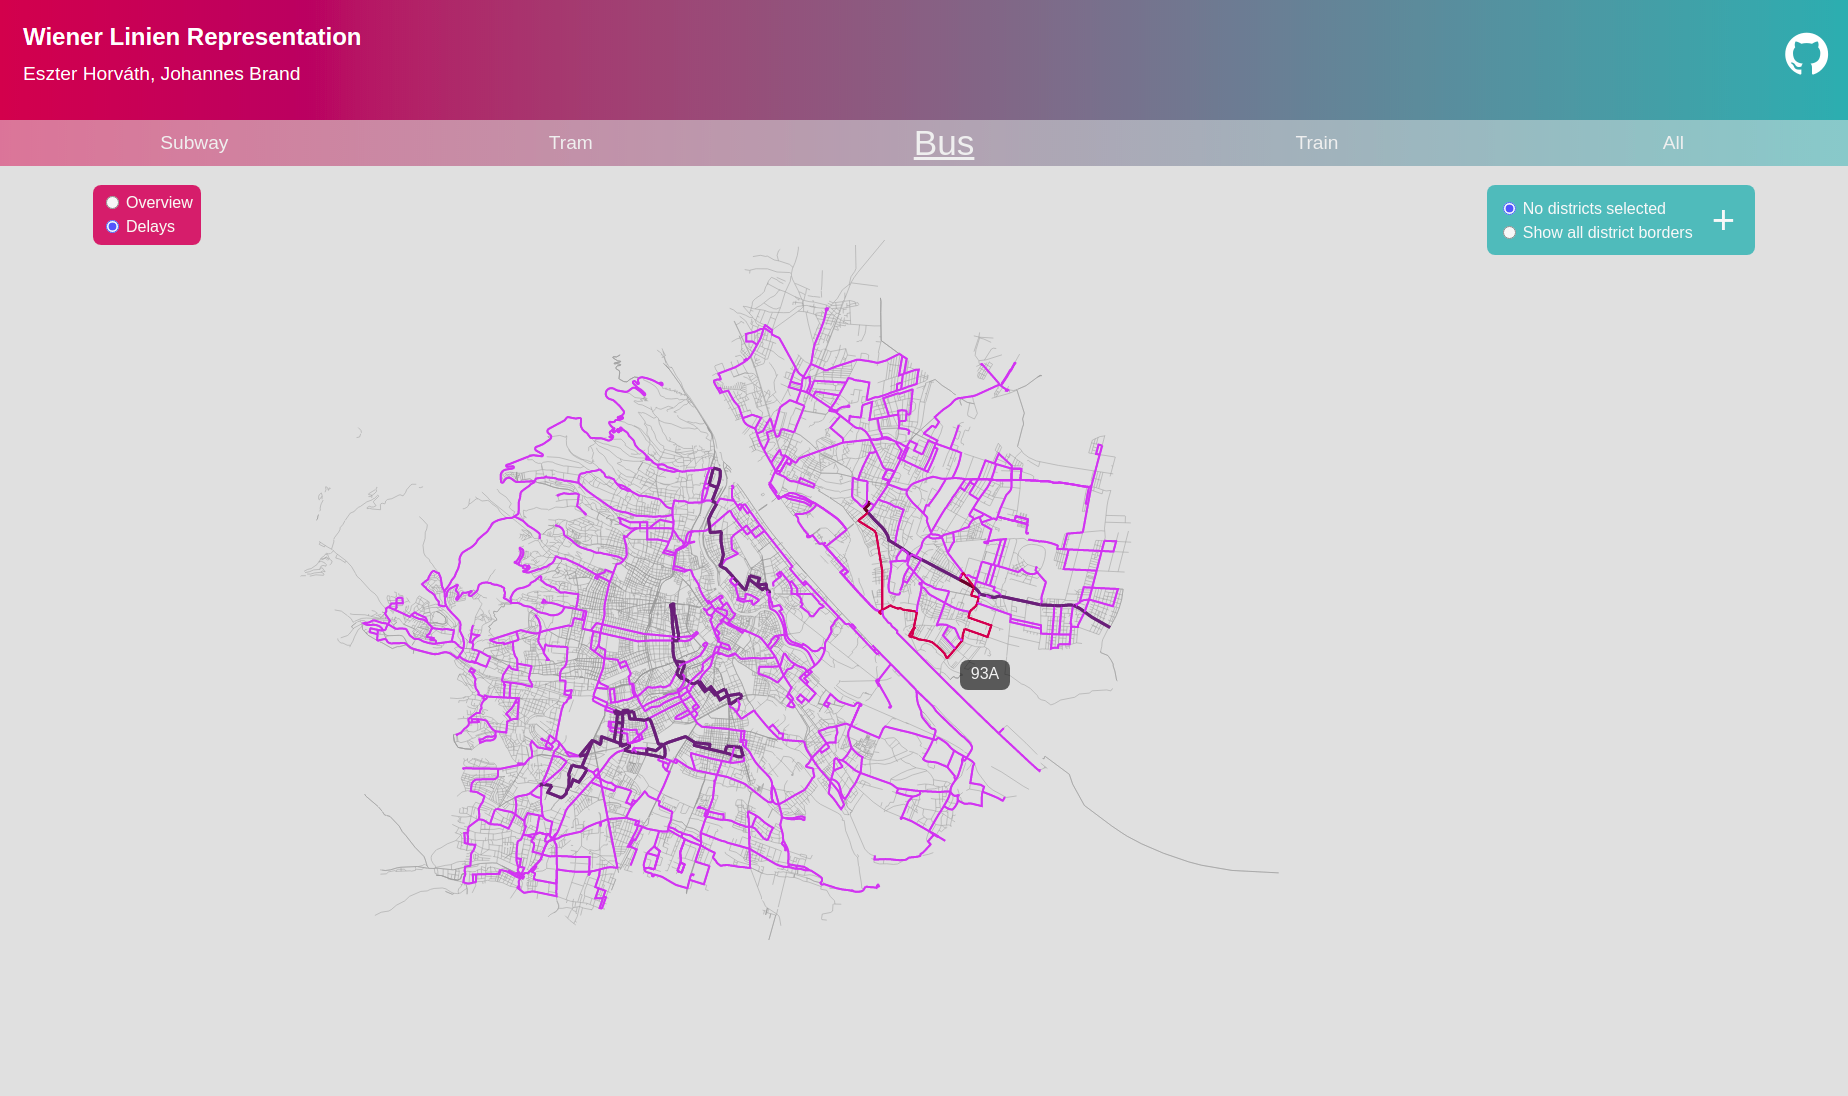 Wiener Linien Representation
Eszter Horváth, Johannes Brand
Subway Tram Bus Train All
Overview
Delays
No districts selected
Show all district borders
+
93A